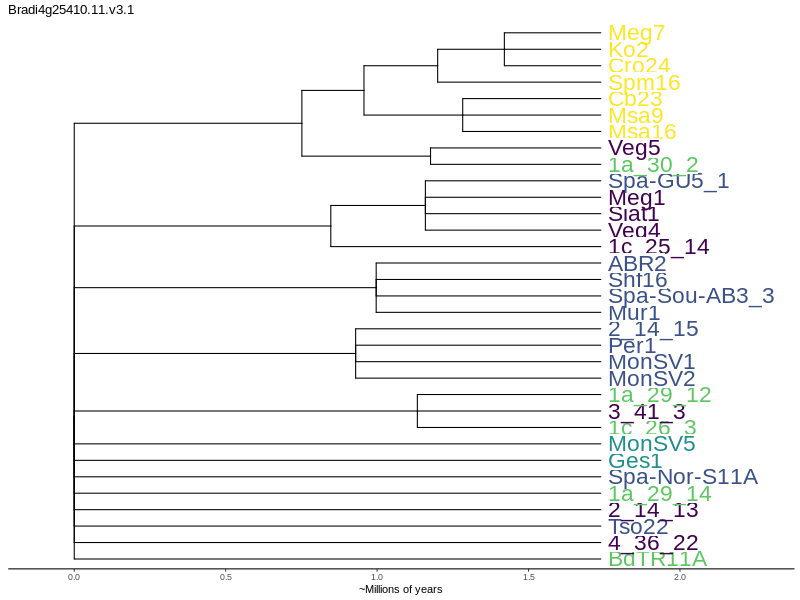 Bradi4g25410.11.v3.1
Meg7
Ko2
Cro24
Spm16
Cb23
Msa9
Msa16
Veg5
1a_30_2
Spa-GU5_1
Meg1
Slat1
Veg4
1c_25_14
ABR2
Shf16
Spa-Sou-AB3_3
Mur1
2_14_15
Per1
MonSV1
MonSV2
1a_29_12
3_41_3
1c_26_3
MonSV5
Ges1
Spa-Nor-S11A
1a_29_14
2_14_13
Tso22
4_36_22
BdTR11A
0.0 0.5 1.0 1.5 2.0
~Millions of years